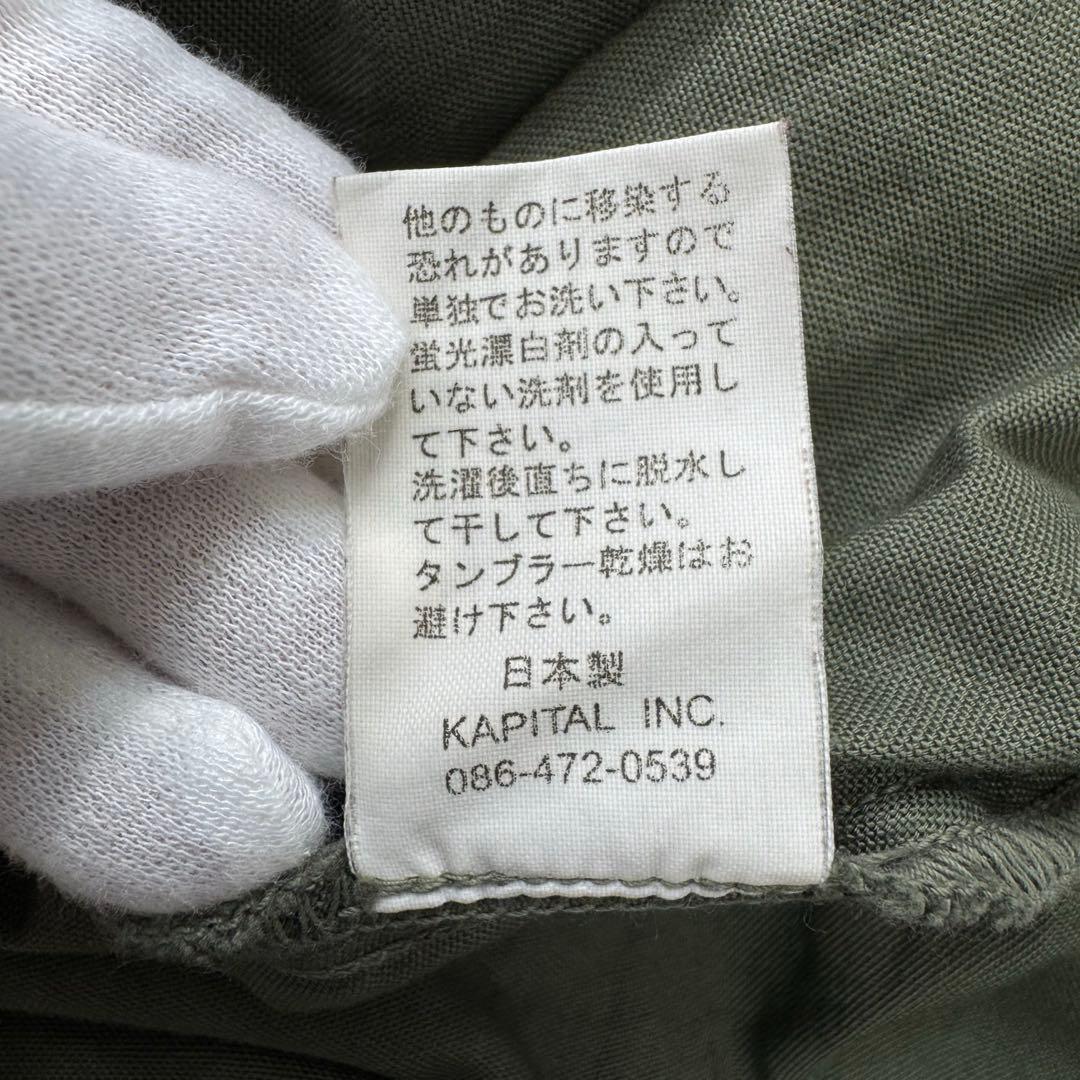 他のものに移染する
恐れがありますので
単独でお洗い下さい。
蛍光漂白剤の入って
いない洗剤を使用し
て下さい。
洗濯後直ちに脱水し
て干して下さい。
タンブラー乾燥はお
避け下さい。
日本製
KAPITAL INC.
086-472-0539